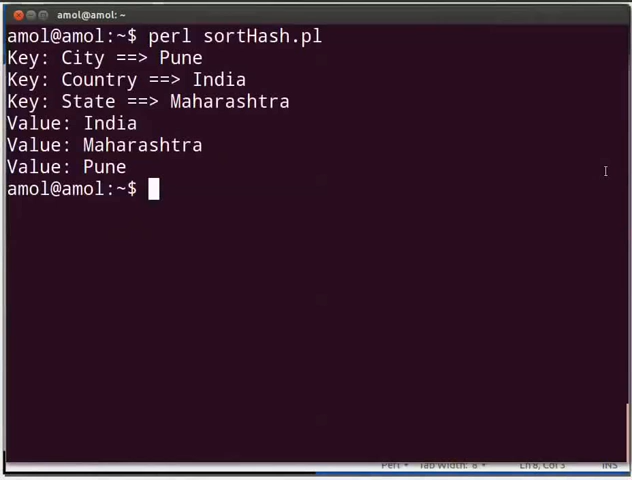 amol@amol: ~
amol@amol:~$ perl sortHash.pl
Key: City ==> Pune
Key: Country ==> India
Key: State ==> Maharashtra
Value: India
Value: Maharashtra
Value: Pune
amol@amol:~$
Perl Tab Width: 8 Ln 8, Col 3 INS